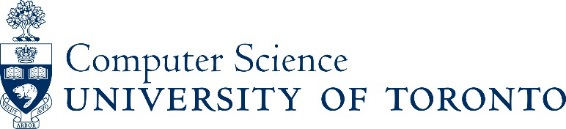 Computer Science
UNIVERSITY OF TORONTO